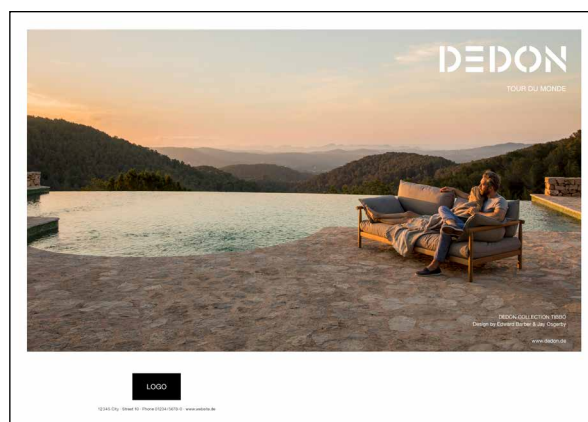 DEDON
TOUR DU MONDE
DEDON COLLECTION TIBBO
Design by Edward Barber & Jay Osgerby
www.dedon.de
LOGO
12345 City · Street 10 · Phone 01234 / 5678-0 · www.website.de